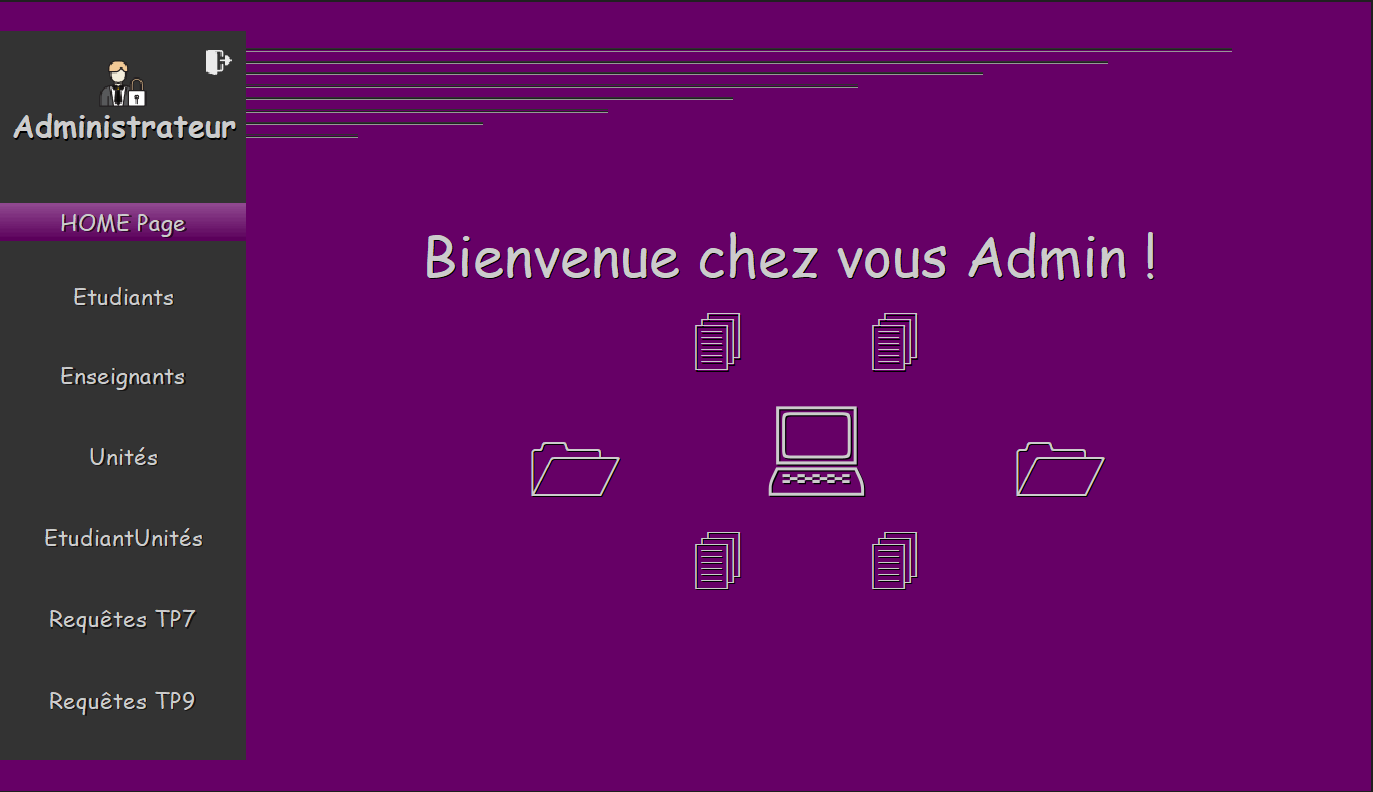 Administrateur
HOME Page
Etudiants
Enseignants
Unités
EtudiantUnités
Requêtes TP7
Requêtes TP9
Bienvenue chez vous Admin !